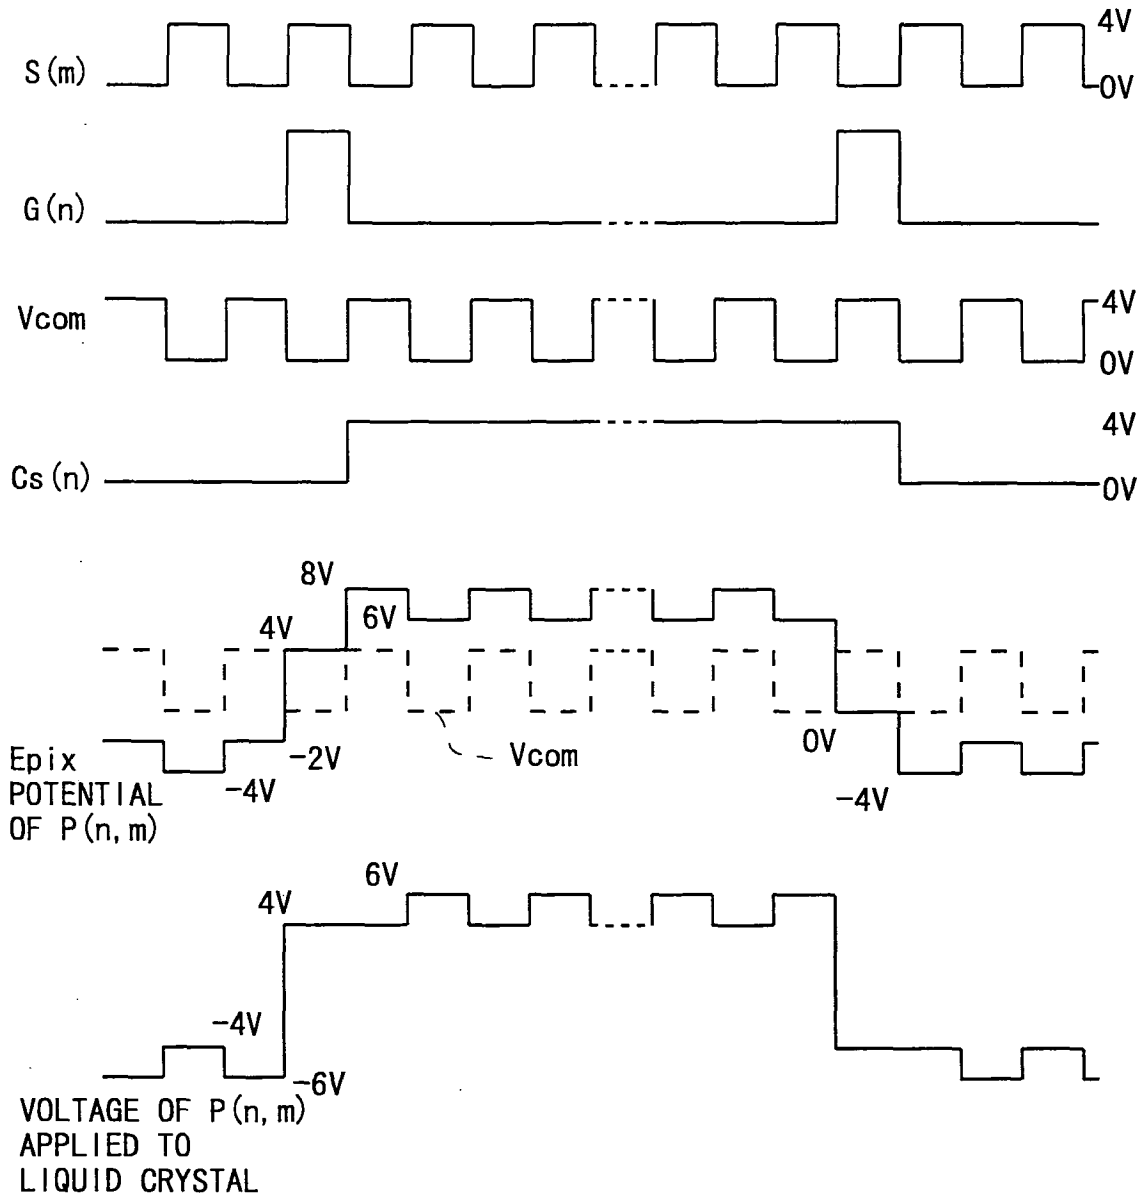 4V
S(m)
0V
G(n)
Vcom
4V
0V
4V
Cs(n)
0V
8V
6V
4V
-2V
Vcom
0V
-4V
-4V
Epix
POTENTIAL
OF P(n,m)
6V
4V
-4V
-6V
VOLTAGE OF P(n,m)
APPLIED TO
LIQUID CRYSTAL